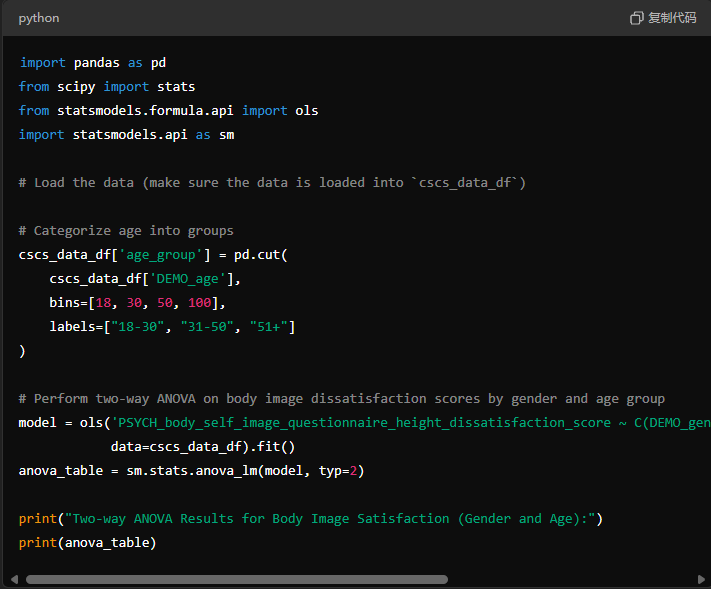 python
复制代码
import pandas as pd
from scipy import stats
from statsmodels.formula.api import ols
import statsmodels.api as sm
# Load the data (make sure the data is loaded into `cscs_data_df`)
# Categorize age into groups
cscs_data_df['age_group'] = pd.cut(
    cscs_data_df['DEMO_age'],
    bins=[18, 30, 50, 100],
    labels=["18-30", "31-50", "51+"]
)
# Perform two-way ANOVA on body image dissatisfaction scores by gender and age group
model = ols('PSYCH_body_self_image_questionnaire_height_dissatisfaction_score ~ C(DEMO_gen
            data=cscs_data_df).fit()
anova_table = sm.stats.anova_lm(model, typ=2)
print("Two-way ANOVA Results for Body Image Satisfaction (Gender and Age):")
print(anova_table)